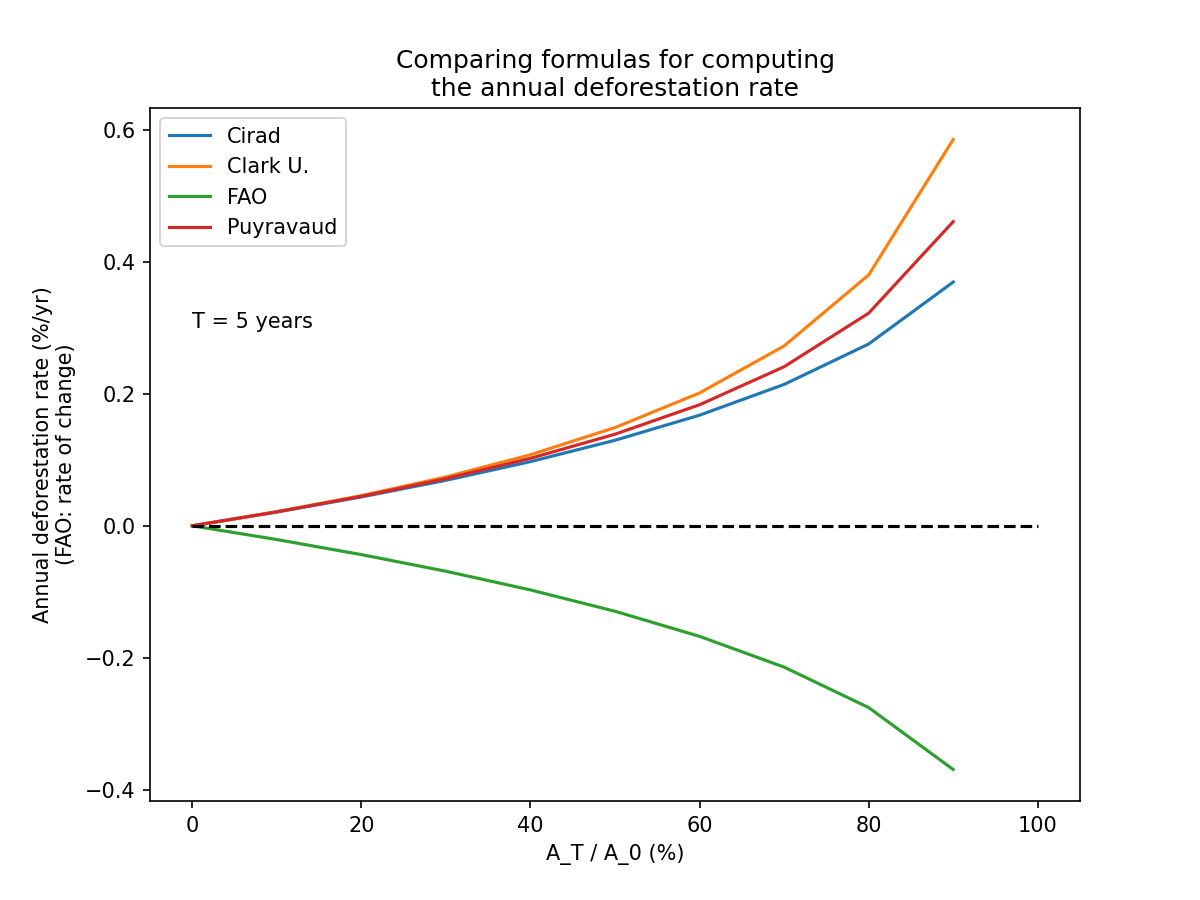 Comparing formulas for computing
the annual deforestation rate
Cirad
Clark U.
FAO
Puyravaud
T = 5 years
0.6
0.4
0.2
0.0
−0.2
−0.4
Annual deforestation rate (%/yr)
(FAO: rate of change)
0
20
40
60
80
100
A_T / A_0 (%)